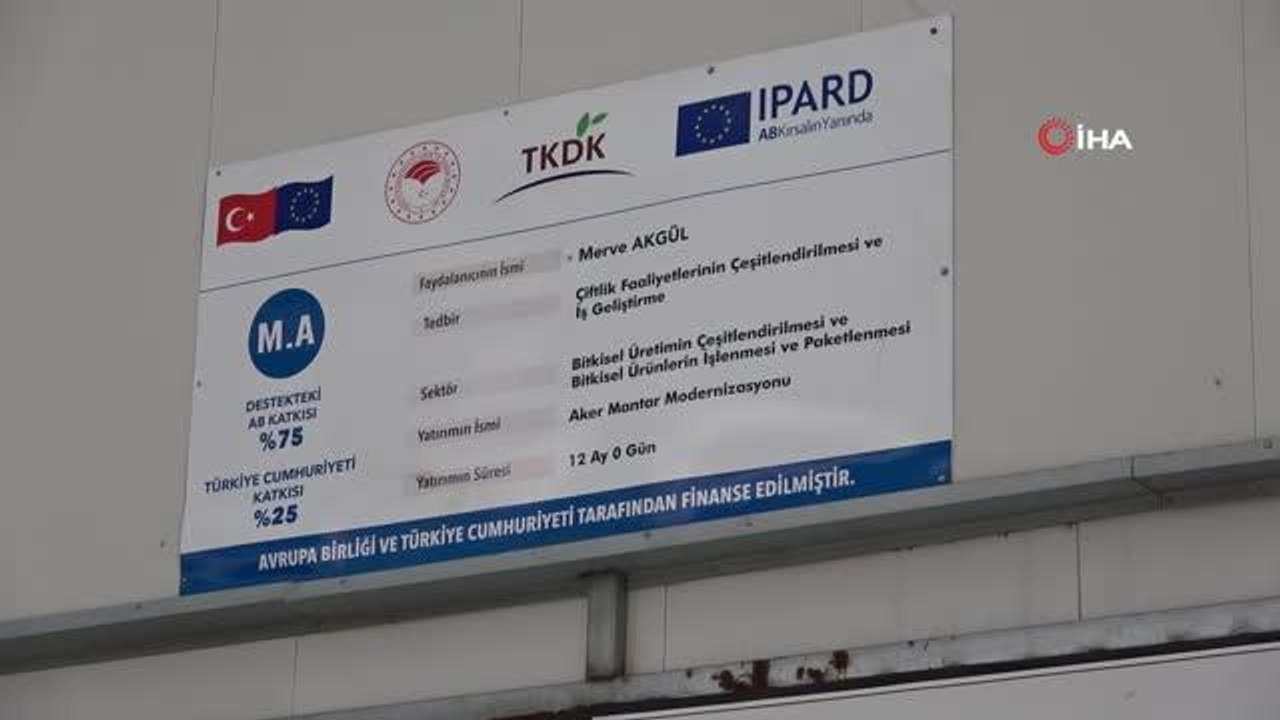 TKDK
IPARD
ABKırsalınYanında
İHA
Faydalanıcının İsmi
• Merve AKGÜL
Tedbir
Çiftlik Faaliyetlerinin Çeşitlendirilmesi ve
İş Geliştirme
Sektör
Bitkisel Üretimin Çeşitlendirilmesi ve
Bitkisel Ürünlerin İşlenmesi ve Paketlenmesi
Yatırımın İsmi
Aker Mantar Modernizasyonu
Yatırımın Süresi
12 Ay 0 Gün
M.A
DESTEKTEKİ
AB KATKISI
%75
TÜRKİYE CUMHURİYETİ
KATKISI
%25
AVRUPA BİRLİĞİ VE TÜRKİYE CUMHURİYETİ TARAFINDAN FİNANSE EDİLMİŞTİR.